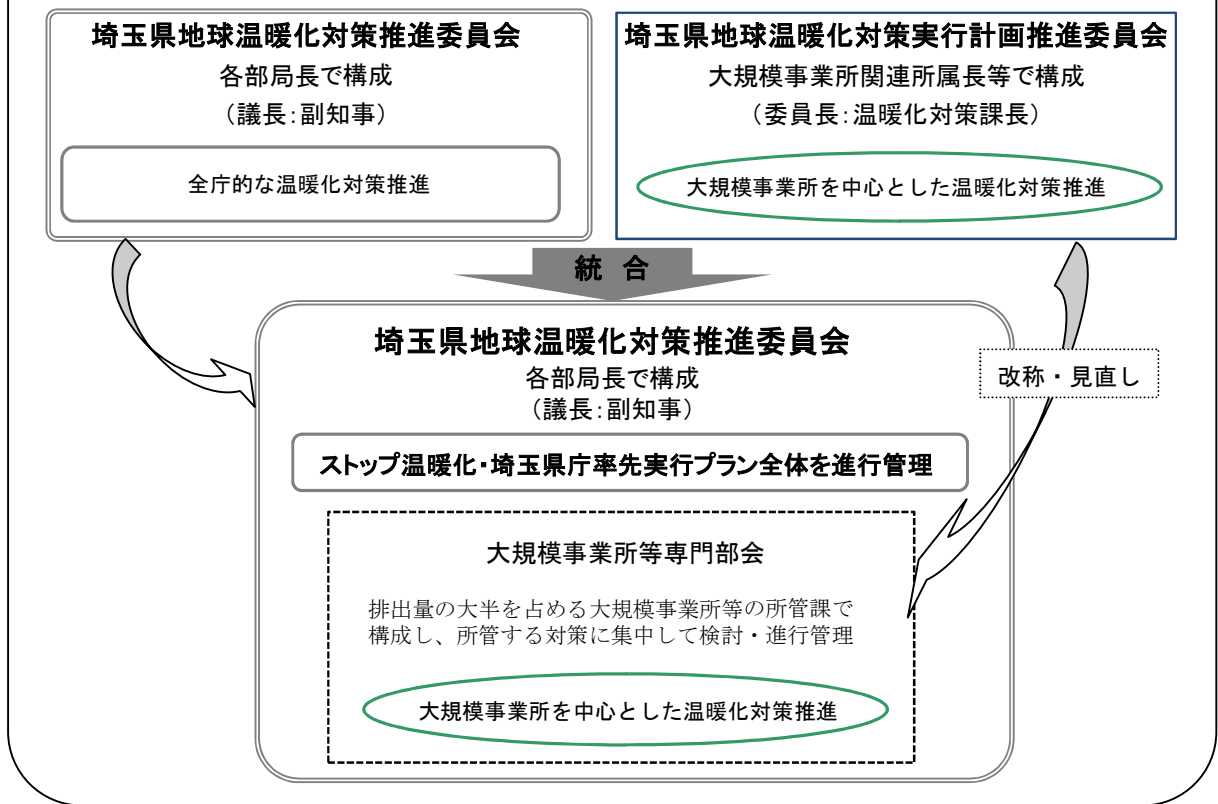 埼玉県地球温暖化対策推進委員会
各部局長で構成
（議長：副知事）
全庁的な温暖化対策推進
埼玉県地球温暖化対策実行計画推進委員会
大規模事業所関連所属長等で構成
（委員長：温暖化対策課長）
大規模事業所を中心とした温暖化対策推進
統 合
埼玉県地球温暖化対策推進委員会
各部局長で構成
（議長：副知事）
改称・見直し
ストップ温暖化・埼玉県庁率先実行プラン全体を進行管理
大規模事業所等専門部会
排出量の大半を占める大規模事業所等の所管課で
構成し、所管する対策に集中して検討・進行管理
大規模事業所を中心とした温暖化対策推進